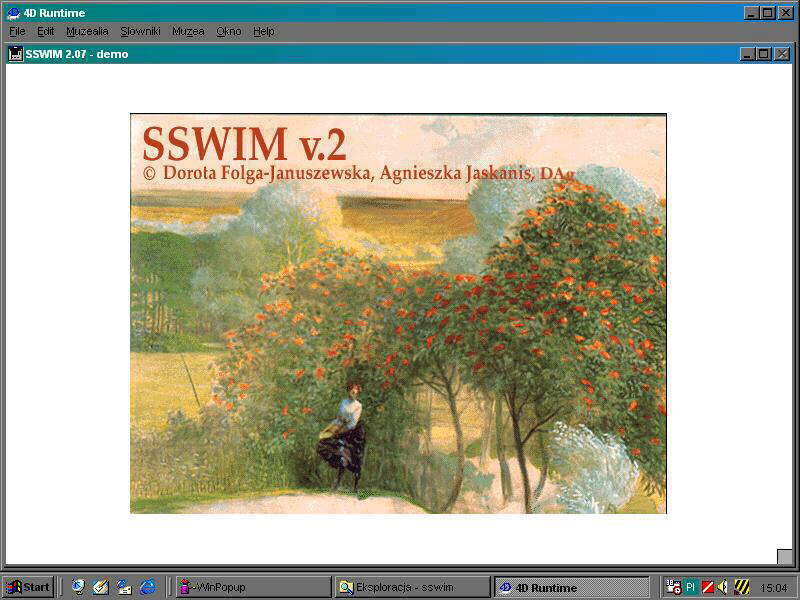 4D Runtime
File Edit Muzealia Słowniki Muzea Okno Help
SSWIM 2.07 - demo
SSWIM v.2
© Dorota Folga-Januszewska, Agnieszka Jaskanis, DAg
Start
-WinPopup
Eksploracja - sswim
4D Runtime
Pl
15:04